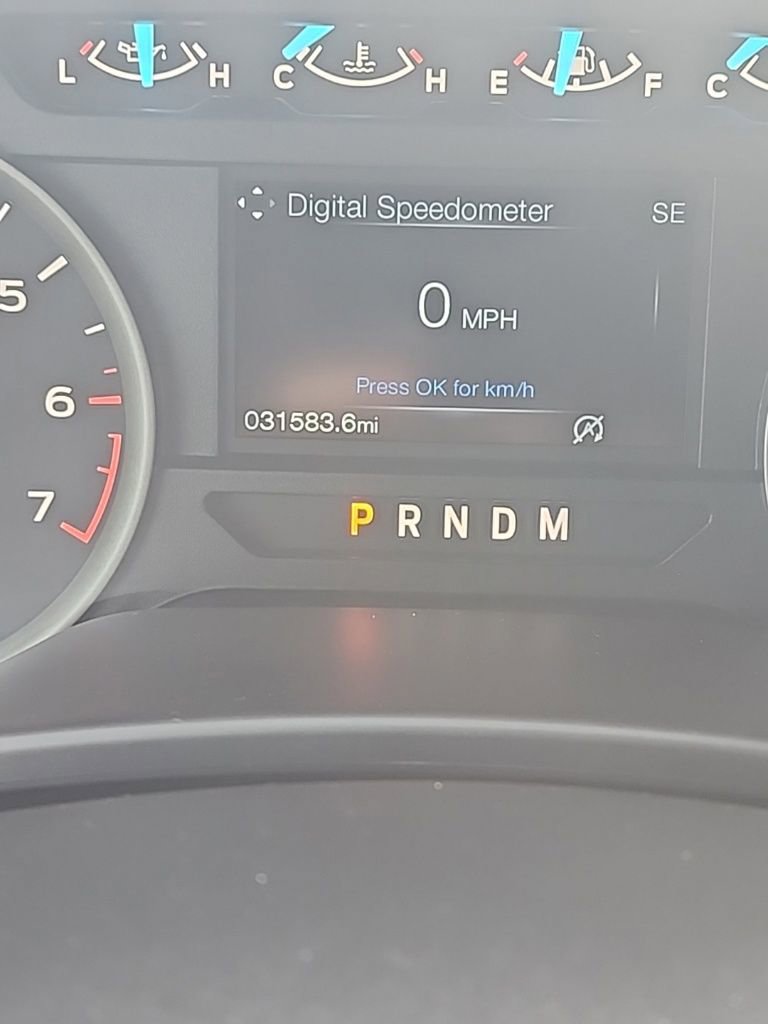 L H C H E F C
Digital Speedometer SE
5
0 MPH
6
Press OK for km/h
031583.6mi
7
P R N D M